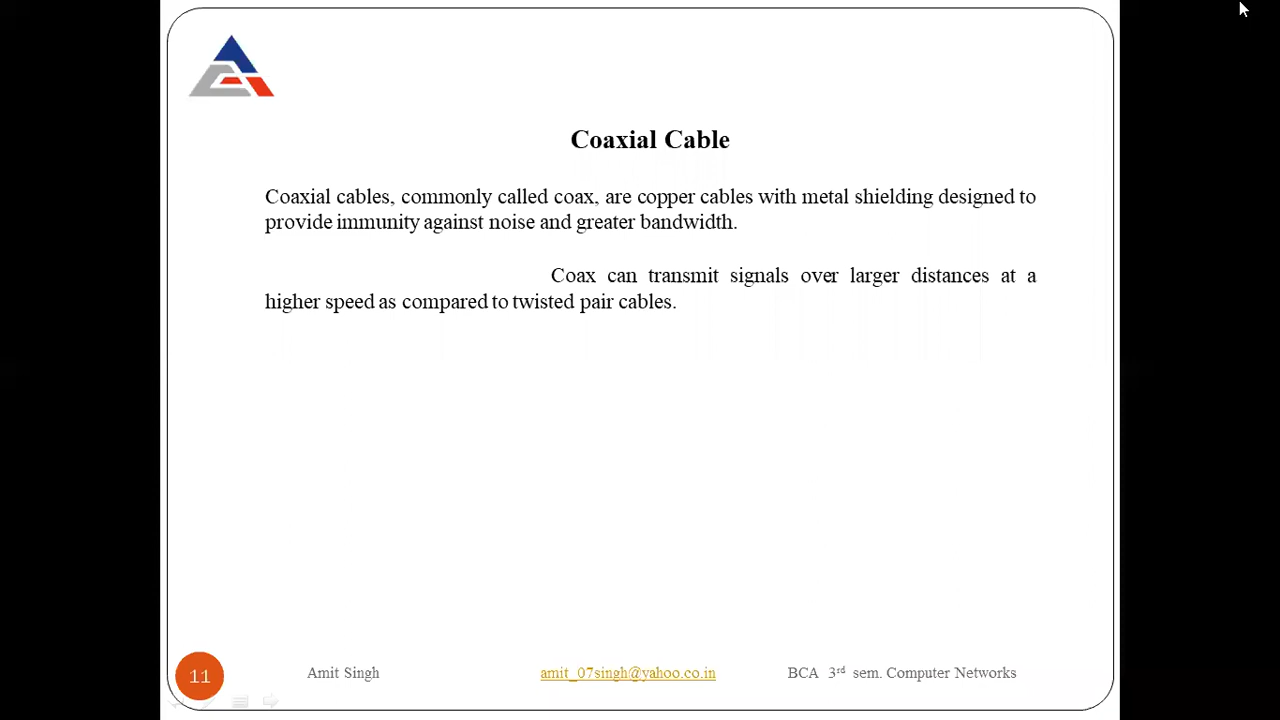 Coaxial Cable
Coaxial cables, commonly called coax, are copper cables with metal shielding designed to
provide immunity against noise and greater bandwidth.
Coax can transmit signals over larger distances at a
higher speed as compared to twisted pair cables.
11
Amit Singh
amit_07singh@yahoo.co.in
BCA 3rd sem. Computer Networks